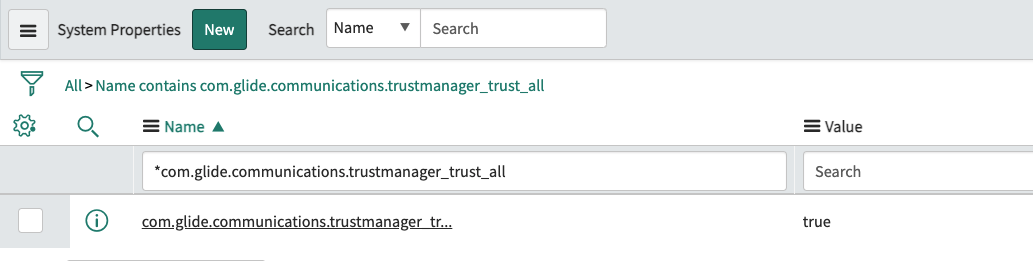 System Properties New Search Name Search
All > Name contains com.glide.communications.trustmanager_trust_all
Name Value
*com.glide.communications.trustmanager_trust_all Search
com.glide.communications.trustmanager_tr... true